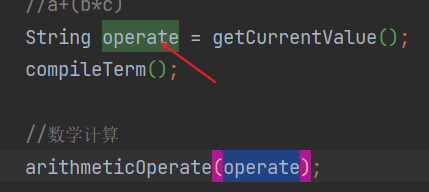 //a+(b*c)
String operate = getCurrentValue();
compileTerm();
//数学计算
arithmeticOperate(operate);